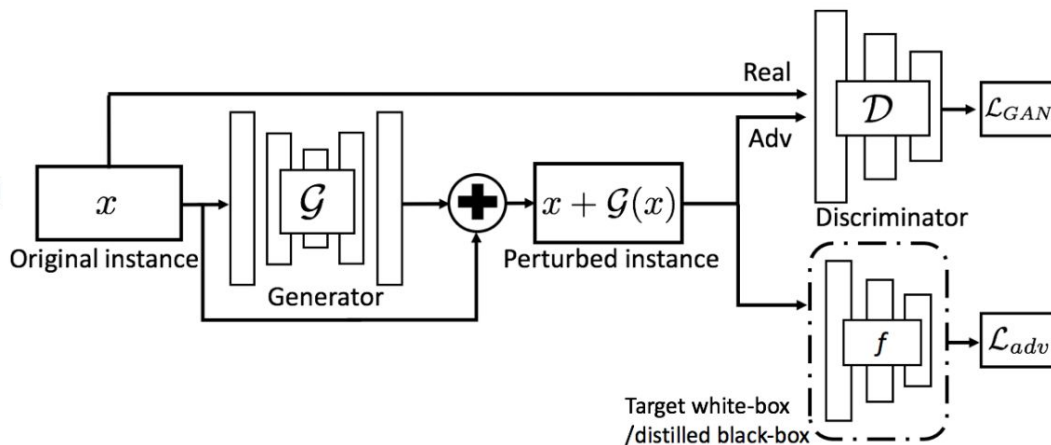 Real
𝒟
ℒ_GAN
Adv
x
𝒢
x + 𝒢(x)
Discriminator
Original instance
Perturbed instance
Generator
f
ℒ_adv
Target white-box
/distilled black-box